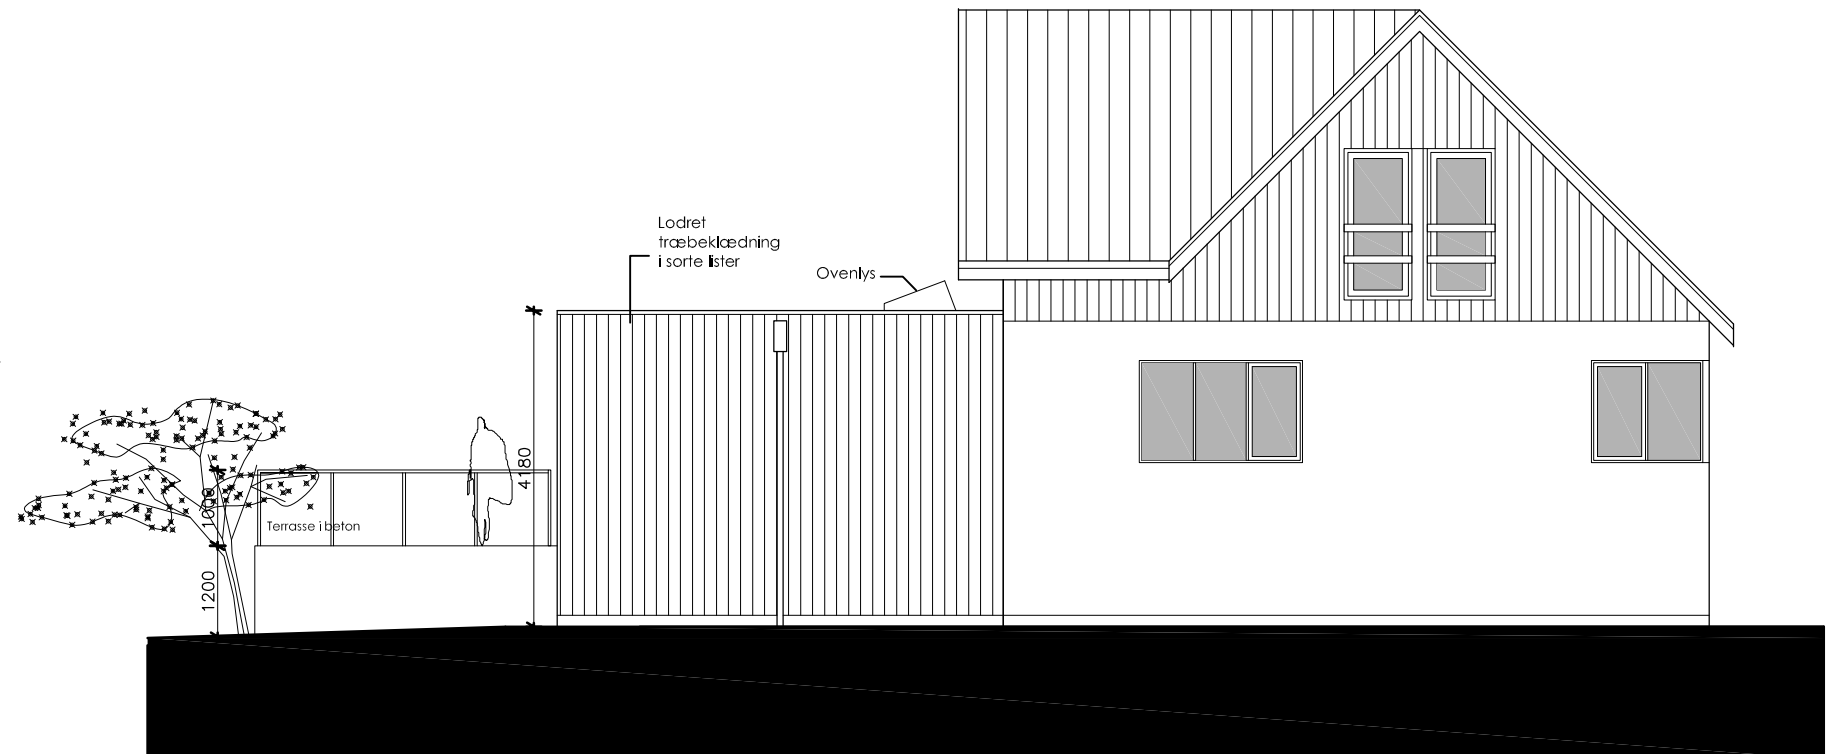 Lodret
træbeklædning
i sorte lister
Ovenlys
4180
1000
Terrasse i beton
1200